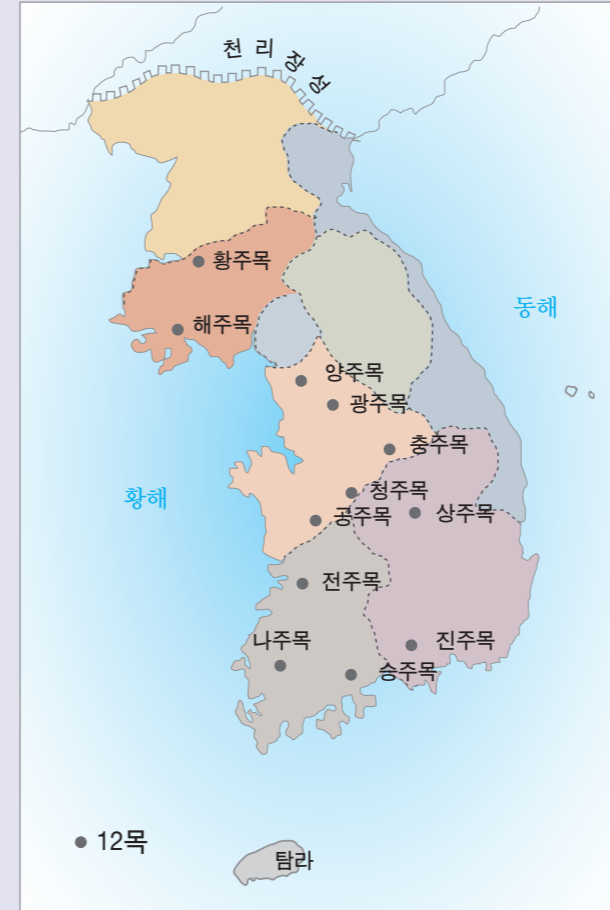 천리장성
황주목
해주목
동해
양주목
광주목
충주목
황해
청주목
공주목
상주목
전주목
나주목
진주목
승주목
12목
탐라